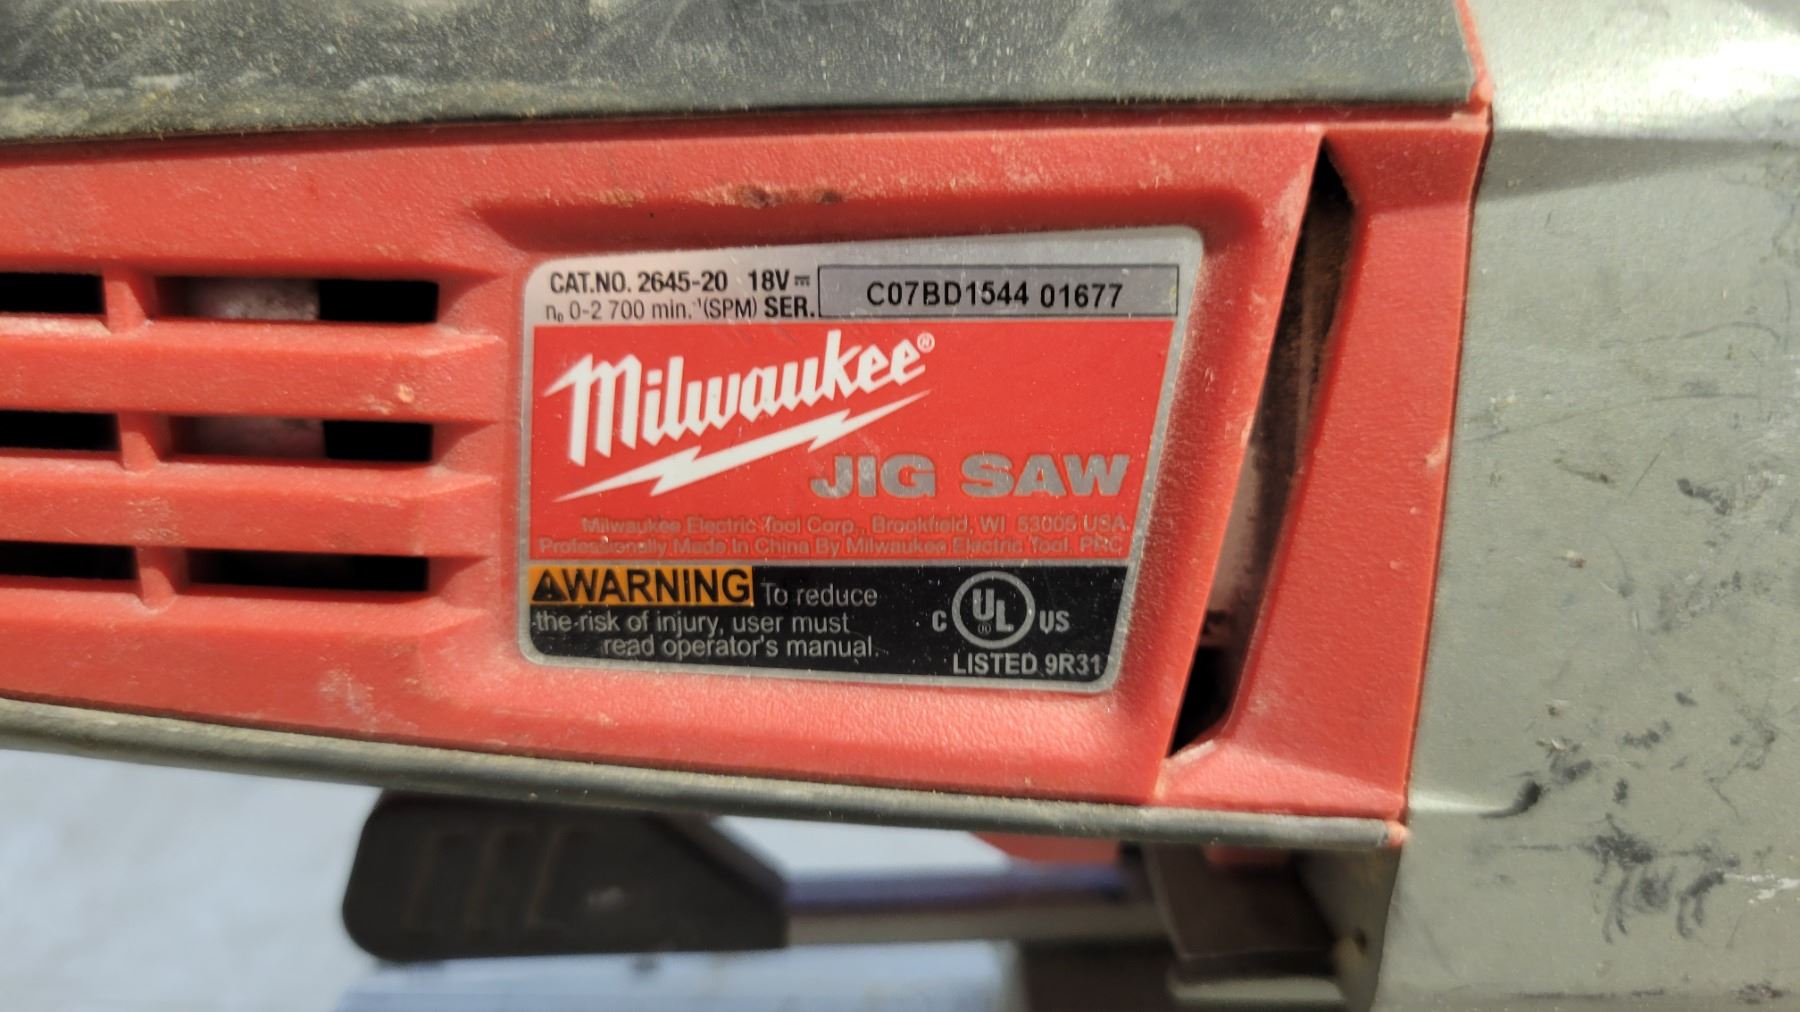 CAT.NO. 2645-20 18V⎓
n₀ 0-2 700 min.⁻¹(SPM) SER. C07BD1544 01677
Milwaukee®
JIG SAW
Milwaukee Electric Tool Corp., Brookfield, WI 53005 USA
Professionally Made In China By Milwaukee Electric Tool, PRC
⚠WARNING To reduce
the risk of injury, user must
read operator's manual.
C UL US
LISTED 9R31